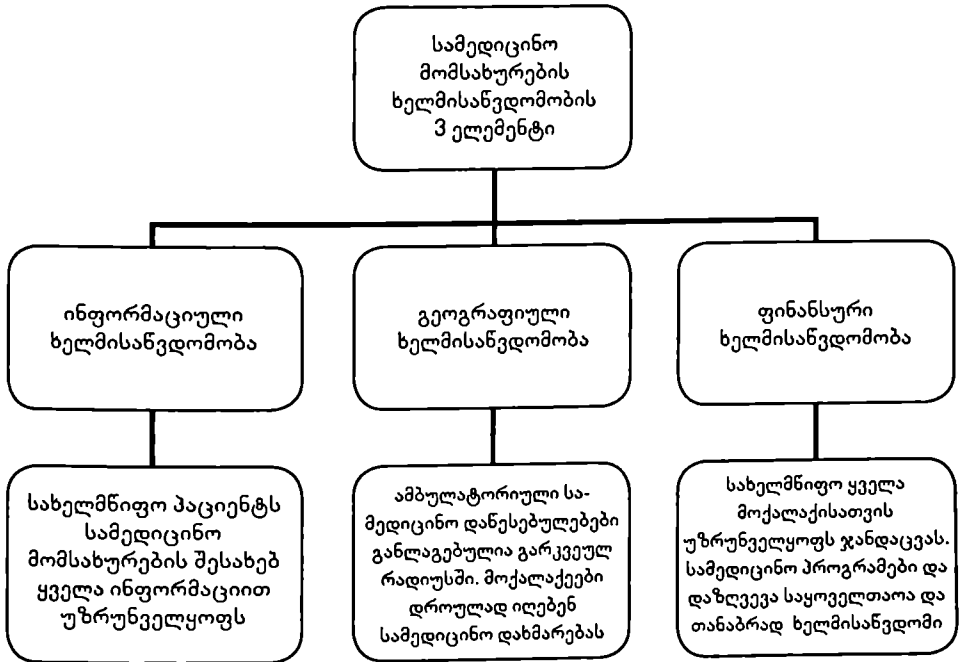 სამედიცინო
მომსახურების
ხელმისაწვდომობის
3 ელემენტი
ინფორმაციული
ხელმისაწვდომობა
გეოგრაფიული
ხელმისაწვდომობა
ფინანსური
ხელმისაწვდომობა
სახელმწიფო პაციენტს
სამედიცინო
მომსახურების შესახებ
ყველა ინფორმაციით
უზრუნველყოფს
ამბულატორიული სა-
მედიცინო დაწესებულებები
განლაგებულია გარკვეულ
რადიუსში. მოქალაქეები
დროულად იღებენ
სამედიცინო დახმარებას
სახელმწიფო ყველა
მოქალაქისათვის
უზრუნველყოფს ჯანდაცვას.
სამედიცინო პროგრამები და
დაზღვევა საყოველთაოა და
თანაბრად ხელმისაწვდომი